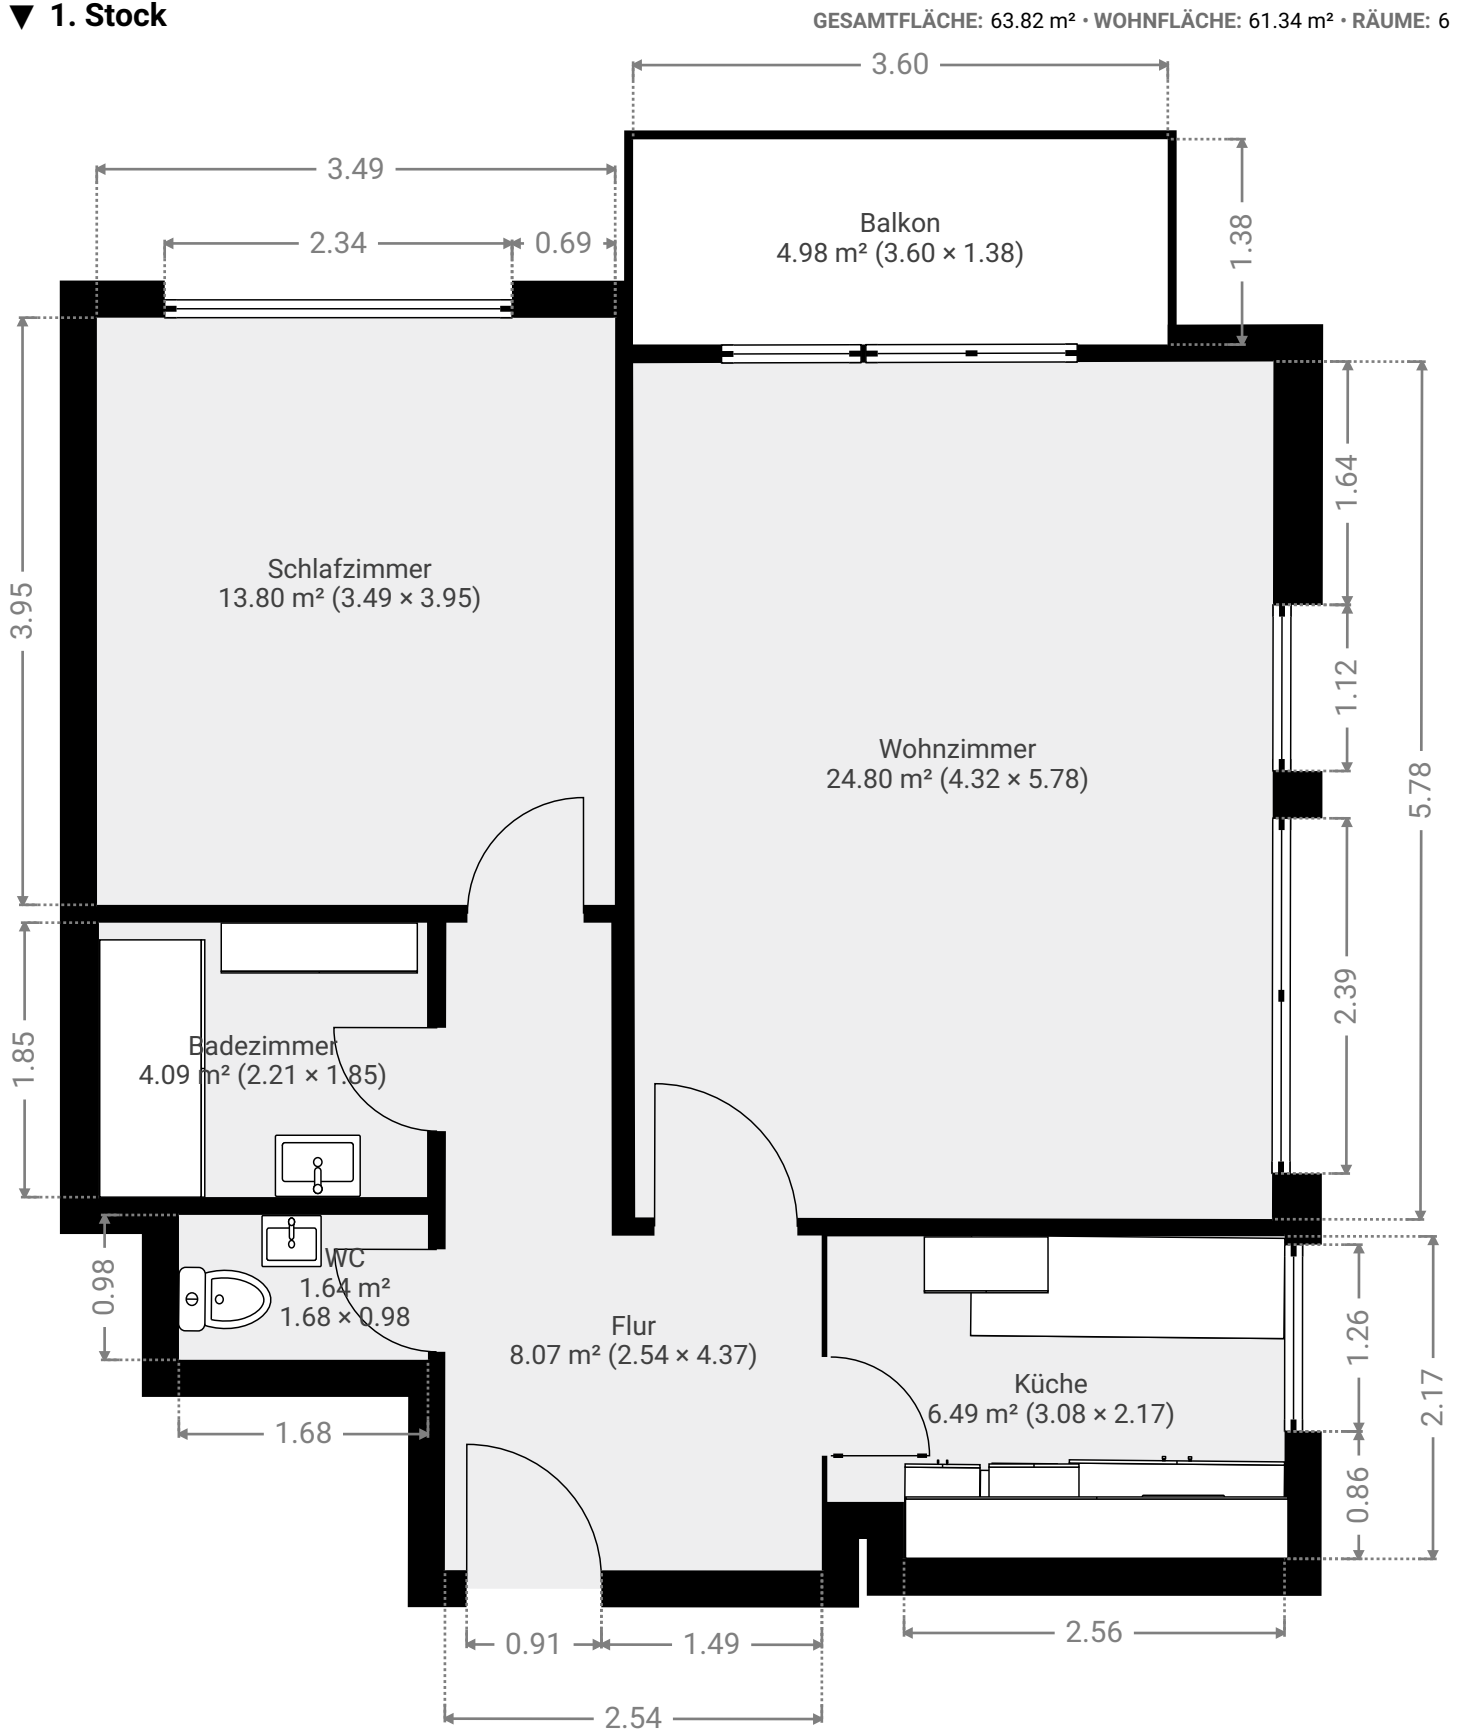 ▼ 1. Stock
GESAMTFLÄCHE: 63.82 m² • WOHNFLÄCHE: 61.34 m² • RÄUME: 6
3.60
3.49
2.34
0.69
Balkon
4.98 m² (3.60 × 1.38)
1.38
Schlafzimmer
13.80 m² (3.49 × 3.95)
3.95
1.64
1.12
Wohnzimmer
24.80 m² (4.32 × 5.78)
5.78
2.39
Badezimmer
4.09 m² (2.21 × 1.85)
1.85
WC
1.64 m²
1.68 × 0.98
0.98
Flur
8.07 m² (2.54 × 4.37)
Küche
6.49 m² (3.08 × 2.17)
1.26
2.17
0.86
1.68
0.91
1.49
2.56
2.54